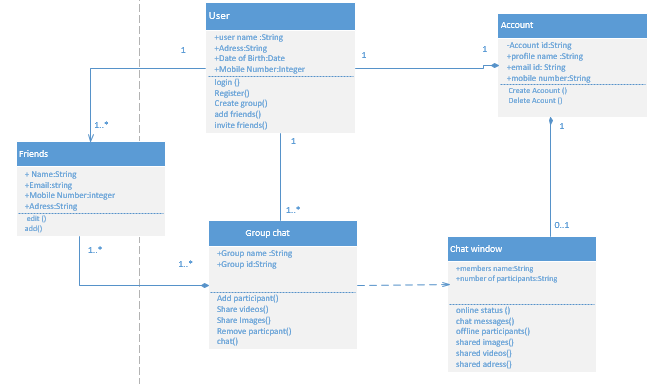 User
+user name :String
+Adress:String
+Date of Birth:Date
+Mobile Number:Integer
login ()
Register()
Create group()
add friends()
invite friends()
Account
-Account id:String
+profile name :String
+email id: String
+mobile number:String
Create Acoount ()
Delete Acount ()
1
1
1
1..*
1
1
Friends
+ Name:String
+Email:string
+Mobile Number:integer
+Adress:String
edit ()
add()
1..*
0..1
Group chat
+Group name :String
+Group id:String
Add participant()
Share videos()
Share Images()
Remove particpant()
chat()
Chat window
+members name:String
+number of participants:String
online status ()
chat messages()
offline participants()
shared images()
shared videos()
shared adress()
1..*
1..*